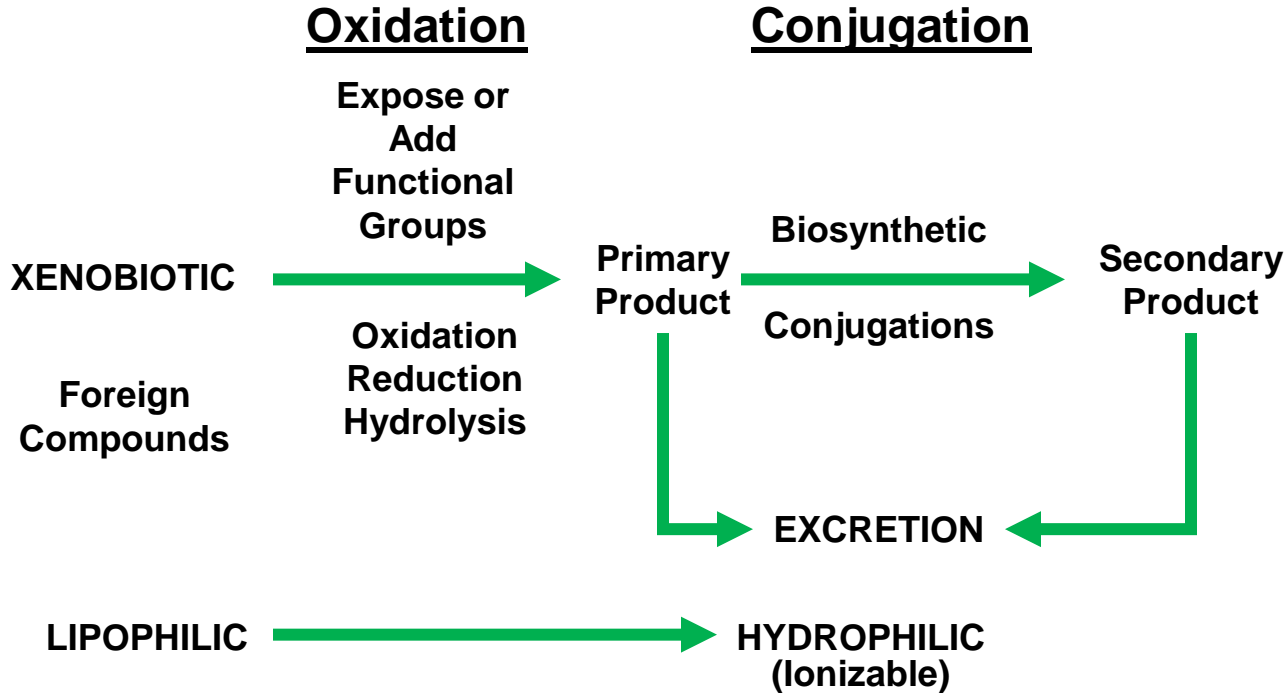 Oxidation
Conjugation
Expose or
Add
Functional
Groups
XENOBIOTIC
Primary
Product
Biosynthetic
Conjugations
Secondary
Product
Oxidation
Reduction
Hydrolysis
Foreign
Compounds
EXCRETION
LIPOPHILIC
HYDROPHILIC
(Ionizable)